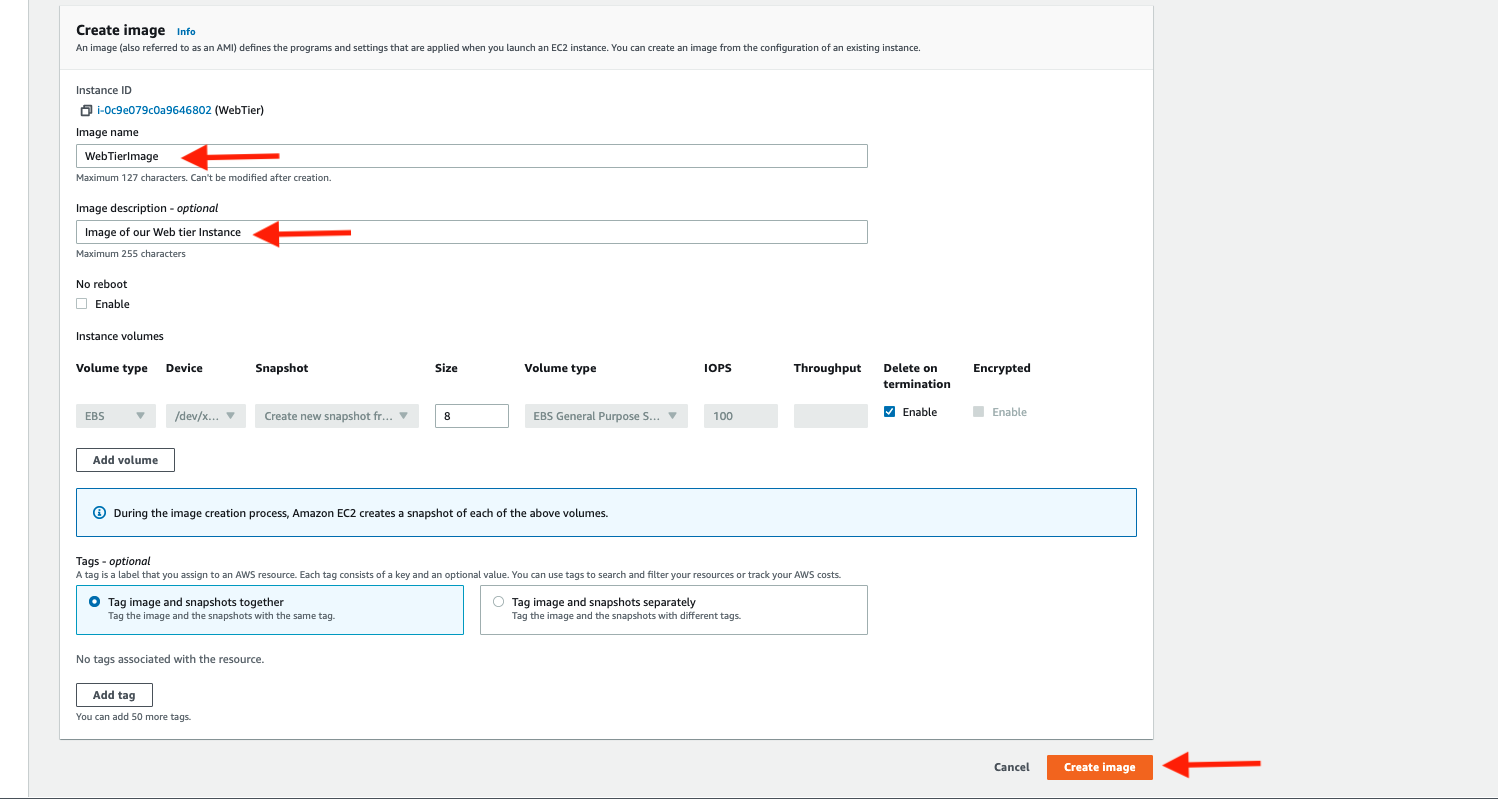 Create image Info
An image (also referred to as an AMI) defines the programs and settings that are applied when you launch an EC2 instance. You can create an image from the configuration of an existing instance.
Instance ID
i-0c9e079c0a9646802 (WebTier)
Image name
WebTierImage
Maximum 127 characters. Can't be modified after creation.
Image description - optional
Image of our Web tier Instance
Maximum 255 characters
No reboot
Enable
Instance volumes
Volume type Device Snapshot Size Volume type IOPS Throughput Delete on termination Encrypted
EBS /dev/x... Create new snapshot fr... 8 EBS General Purpose S... 100 Enable Enable
Add volume
During the image creation process, Amazon EC2 creates a snapshot of each of the above volumes.
Tags - optional
A tag is a label that you assign to an AWS resource. Each tag consists of a key and an optional value. You can use tags to search and filter your resources or track your AWS costs.
Tag image and snapshots together Tag image and snapshots separately
Tag the image and the snapshots with the same tag. Tag the image and the snapshots with different tags.
No tags associated with the resource.
Add tag
You can add 50 more tags.
Cancel Create image